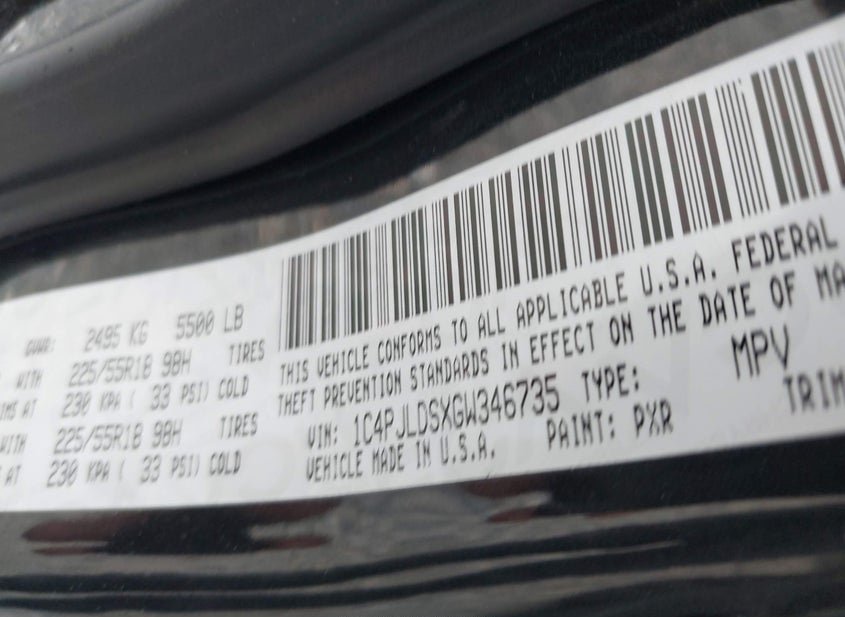 GVWR: 2495 KG 5500 LB
WITH 225/55R18 98H TIRES
IMS AT 230 KPA ( 33 PSI) COLD
WITH 225/55R18 98H TIRES
AT 230 KPA ( 33 PSI) COLD
THIS VEHICLE CONFORMS TO ALL APPLICABLE U.S.A. FEDERAL
THEFT PREVENTION STANDARDS IN EFFECT ON THE DATE OF MA
VIN: 1C4PJLDSXGW346735 TYPE: MPV
VEHICLE MADE IN U.S.A. PAINT: PXR TRIM